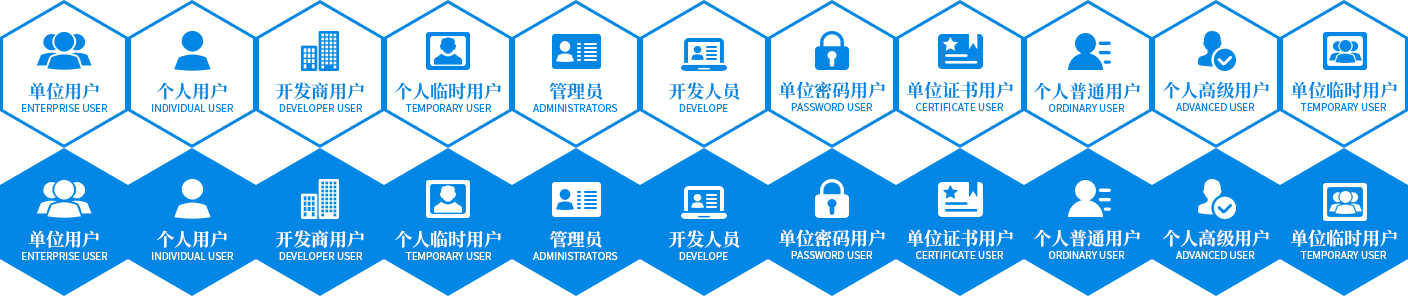 单位用户
ENTERPRISE USER
个人用户
INDIVIDUAL USER
开发商用户
DEVELOPER USER
个人临时用户
TEMPORARY USER
管理员
ADMINISTRATORS
开发人员
DEVELOPE
单位密码用户
PASSWORD USER
单位证书用户
CERTIFICATE USER
个人普通用户
ORDINARY USER
个人高级用户
ADVANCED USER
单位临时用户
TEMPORARY USER
单位用户
ENTERPRISE USER
个人用户
INDIVIDUAL USER
开发商用户
DEVELOPER USER
个人临时用户
TEMPORARY USER
管理员
ADMINISTRATORS
开发人员
DEVELOPE
单位密码用户
PASSWORD USER
单位证书用户
CERTIFICATE USER
个人普通用户
ORDINARY USER
个人高级用户
ADVANCED USER
单位临时用户
TEMPORARY USER